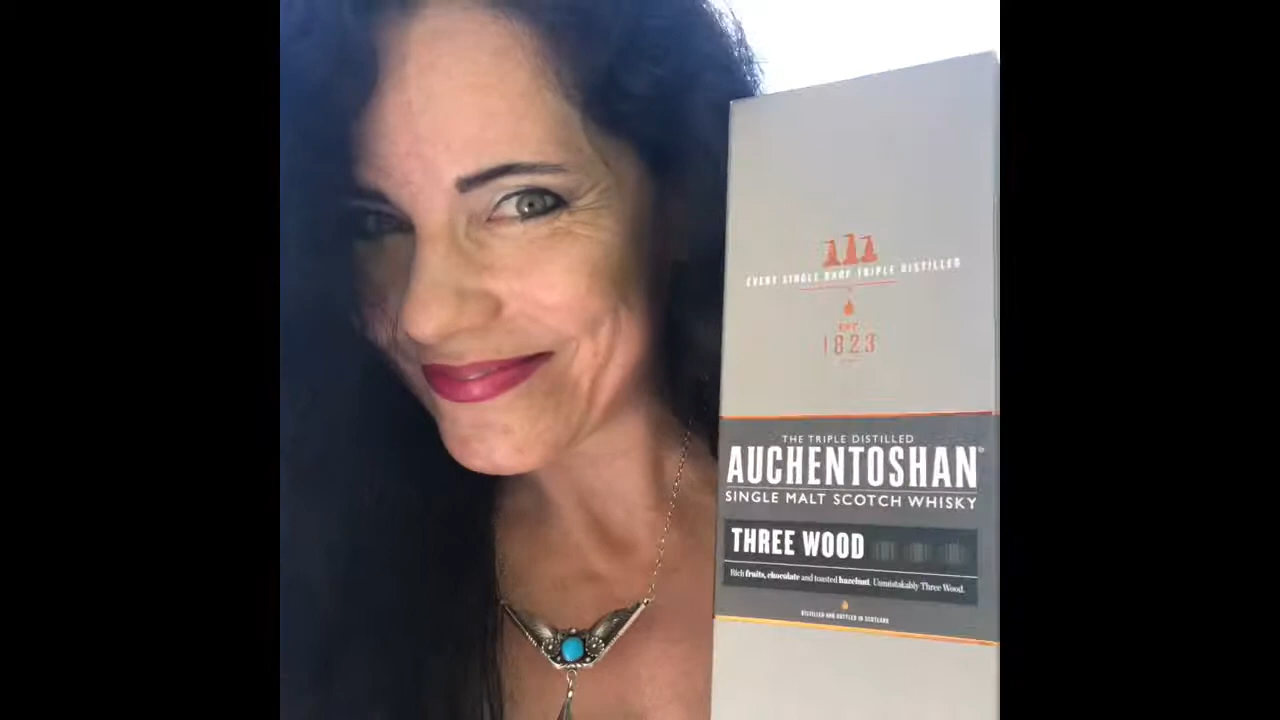 EVERY SINGLE DROP TRIPLE DISTILLED
EST.
1823
THE TRIPLE DISTILLED
AUCHENTOSHAN®
SINGLE MALT SCOTCH WHISKY
THREE WOOD
Rich fruits, chocolate and toasted hazelnut. Unmistakably Three Wood.
DISTILLED AND BOTTLED IN SCOTLAND